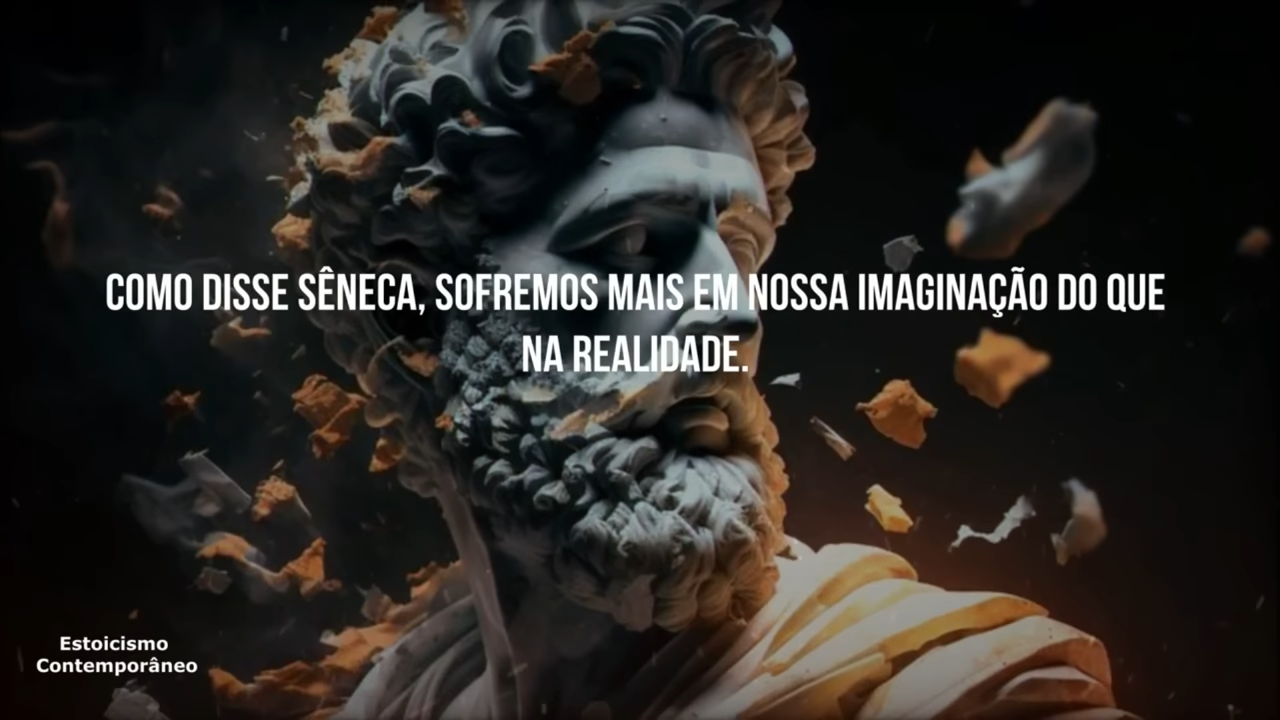 COMO DISSE SÊNECA, SOFREMOS MAIS EM NOSSA IMAGINAÇÃO DO QUE
NA REALIDADE.
Estoicismo
Contemporâneo